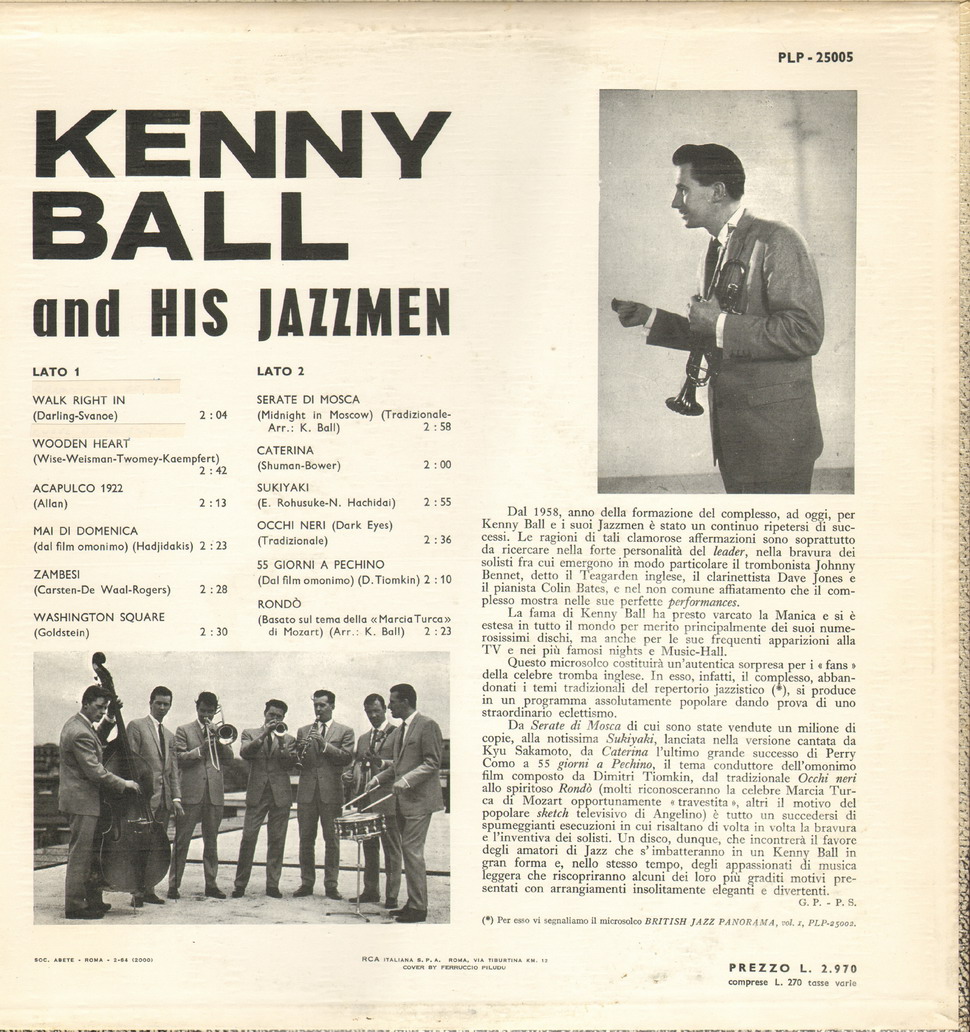 PLP - 25005
KENNY
BALL
and HIS JAZZMEN
LATO 1
WALK RIGHT IN
(Darling-Svanoe) 2 : 04
WOODEN HEART
(Wise-Weisman-Twomey-Kaempfert)
2 : 42
ACAPULCO 1922
(Allan) 2 : 13
MAI DI DOMENICA
(dal film omonimo) (Hadjidakis) 2 : 23
ZAMBESI
(Carsten-De Waal-Rogers) 2 : 28
WASHINGTON SQUARE
(Goldstein) 2 : 30
LATO 2
SERATE DI MOSCA
(Midnight in Moscow) (Tradizionale-
Arr.: K. Ball) 2 : 58
CATERINA
(Shuman-Bower) 2 : 00
SUKIYAKI
(E. Rohusuke-N. Hachidai) 2 : 55
OCCHI NERI (Dark Eyes)
(Tradizionale) 2 : 36
55 GIORNI A PECHINO
(Dal film omonimo) (D. Tiomkin) 2 : 10
RONDÒ
(Basato sul tema della «Marcia Turca»
di Mozart) (Arr.: K. Ball) 2 : 23
Dal 1958, anno della formazione del complesso, ad oggi, per
Kenny Ball e i suoi Jazzmen è stato un continuo ripetersi di suc-
cessi. Le ragioni di tali clamorose affermazioni sono soprattutto
da ricercare nella forte personalità del leader, nella bravura dei
solisti fra cui emergono in modo particolare il trombonista Johnny
Bennet, detto il Teagarden inglese, il clarinettista Dave Jones e
il pianista Colin Bates, e nel non comune affiatamento che il com-
plesso mostra nelle sue perfette performances.
La fama di Kenny Ball ha presto varcato la Manica e si è
estesa in tutto il mondo per merito principalmente dei suoi nume-
rosissimi dischi, ma anche per le sue frequenti apparizioni alla
TV e nei più famosi nights e Music-Hall.
Questo microsolco costituirà un'autentica sorpresa per i « fans »
della celebre tromba inglese. In esso, infatti, il complesso, abban-
donati i temi tradizionali del repertorio jazzistico (*), si produce
in un programma assolutamente popolare dando prova di uno
straordinario eclettismo.
Da Serate di Mosca di cui sono state vendute un milione di
copie, alla notissima Sukiyaki, lanciata nella versione cantata da
Kyu Sakamoto, da Caterina l'ultimo grande successo di Perry
Como a 55 giorni a Pechino, il tema conduttore dell'omonimo
film composto da Dimitri Tiomkin, dal tradizionale Occhi neri
allo spiritoso Rondò (molti riconosceranno la celebre Marcia Tur-
ca di Mozart opportunamente « travestita », altri il motivo del
popolare sketch televisivo di Angelino) è tutto un succedersi di
spumeggianti esecuzioni in cui risaltano di volta in volta la bravura
e l'inventiva dei solisti. Un disco, dunque, che incontrerà il favore
degli amatori di Jazz che s'imbatteranno in un Kenny Ball in
gran forma e, nello stesso tempo, degli appassionati di musica
leggera che riscopriranno alcuni dei loro più graditi motivi pre-
sentati con arrangiamenti insolitamente eleganti e divertenti.
G. P. - P. S.
(*) Per esso vi segnaliamo il microsolco BRITISH JAZZ PANORAMA, vol. 1, PLP-25002.
SOC. ABETE - ROMA - 2-64 (2000)
RCA ITALIANA S. P. A. ROMA, VIA TIBURTINA KM. 12
COVER BY FERRUCCIO PILUDU
PREZZO L. 2.970
comprese L. 270 tasse varie